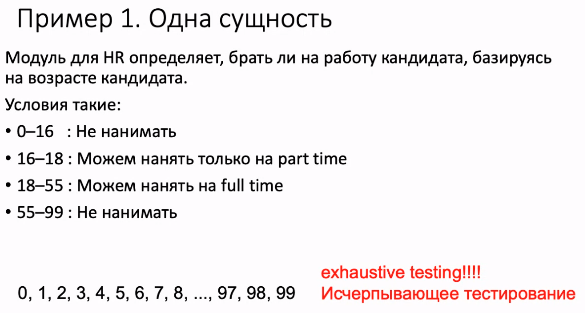 Пример 1. Одна сущность
Модуль для HR определяет, брать ли на работу кандидата, базируясь
на возрасте кандидата.
Условия такие:
• 0–16 : Не нанимать
• 16–18 : Можем нанять только на part time
• 18–55 : Можем нанять на full time
• 55–99 : Не нанимать
exhaustive testing!!!!
0, 1, 2, 3, 4, 5, 6, 7, 8, ..., 97, 98, 99 Исчерпывающее тестирование